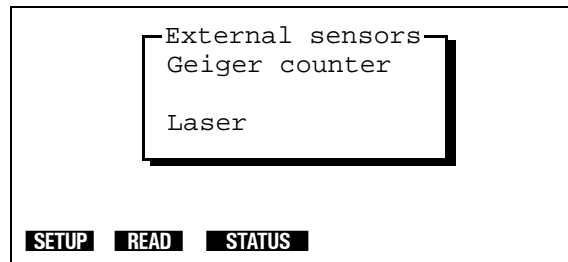 External sensors
Geiger counter
Laser
SETUP READ STATUS